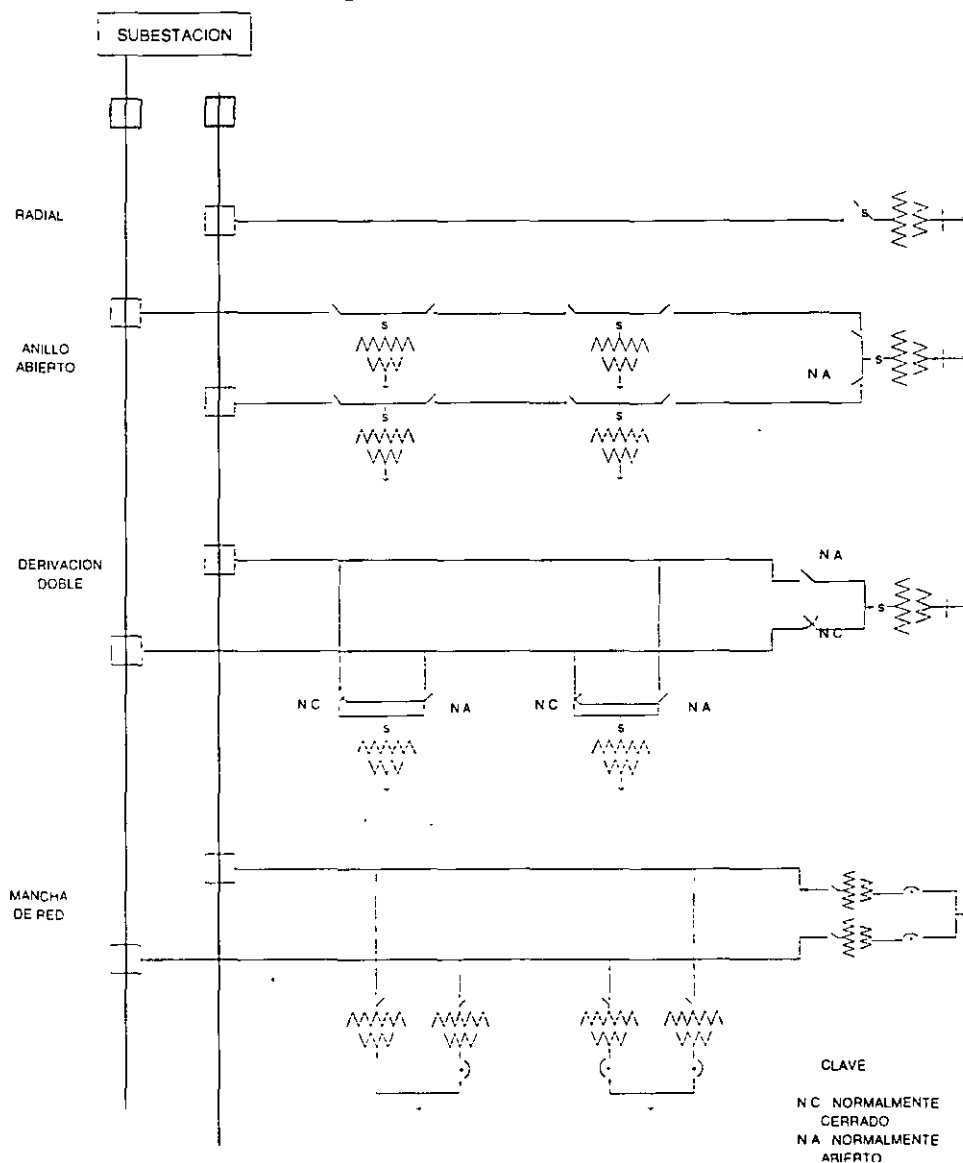 SUBESTACION
RADIAL
S
ANILLO
ABIERTO
S
S
S
N A
S
S
DERIVACION
DOBLE
N A
S
N C
N C
N A
N C
N A
S
S
MANCHA
DE RED
CLAVE
N C NORMALMENTE
CERRADO
N A NORMALMENTE
ABIERTO